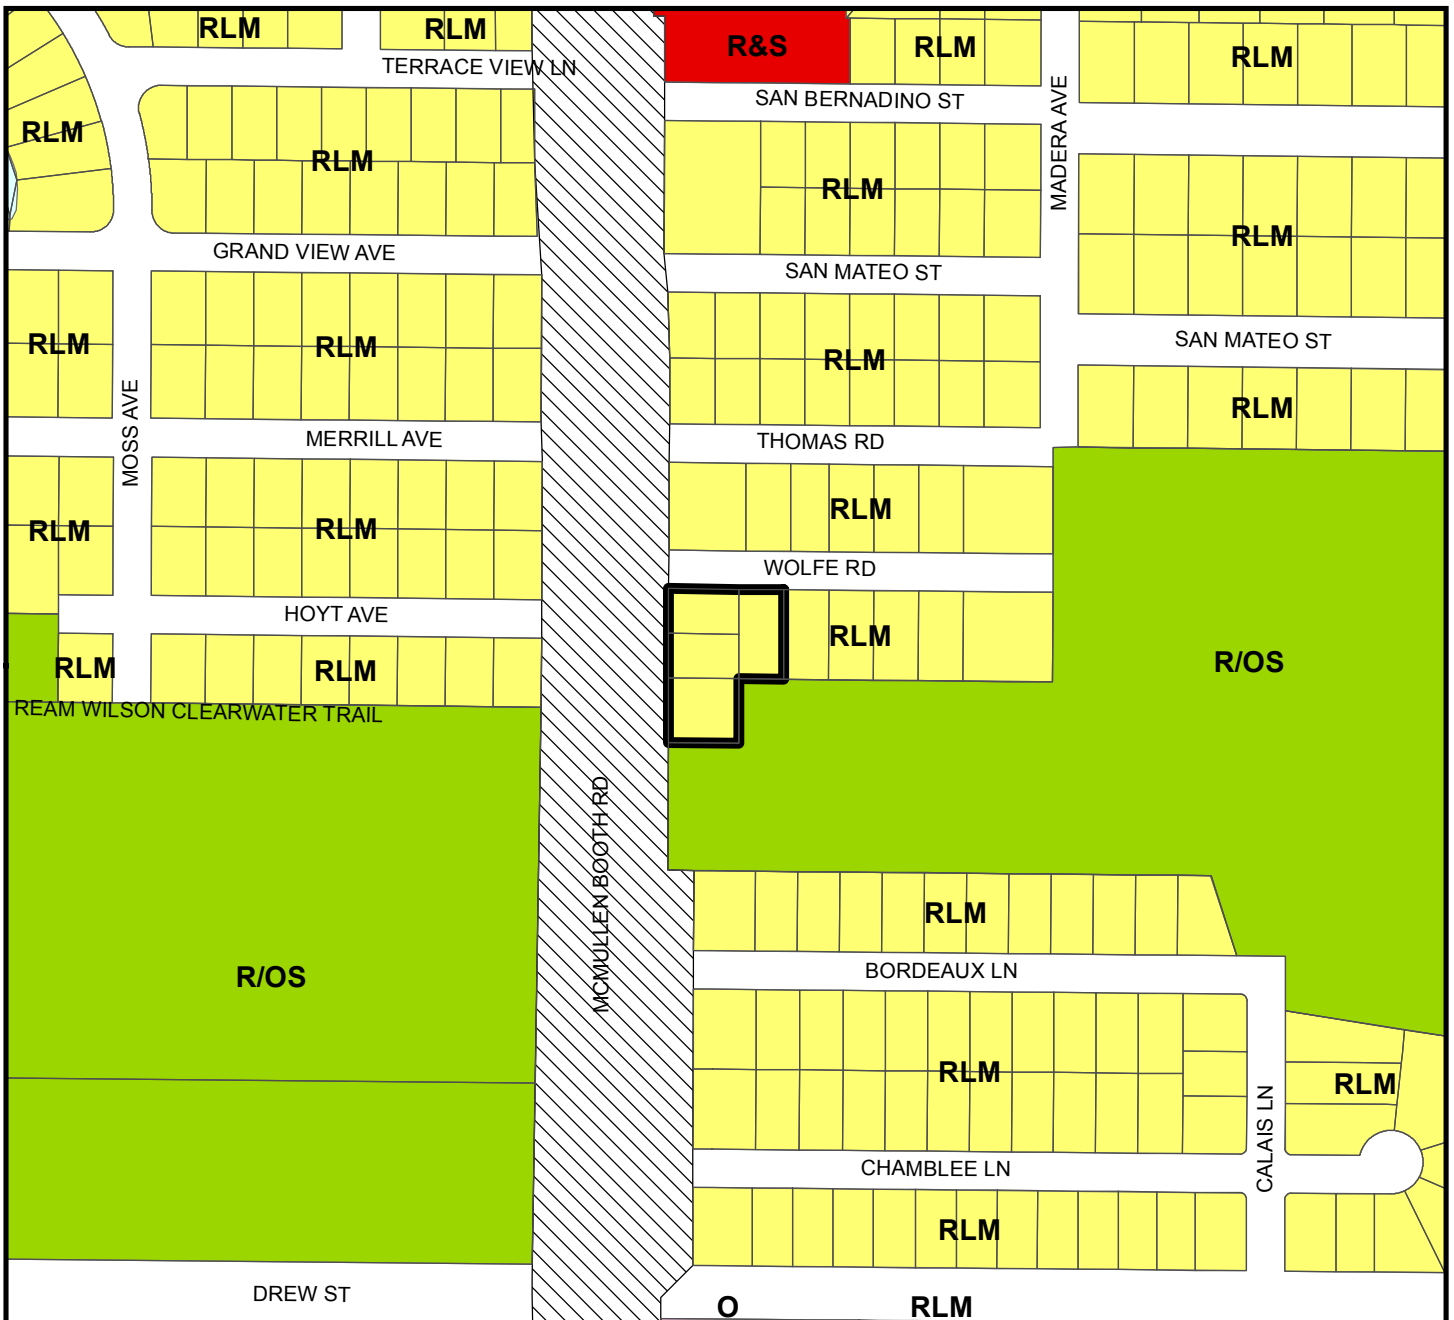 RLM
RLM
R&S
RLM
RLM
TERRACE VIEW LN
SAN BERNADINO ST
MADERA AVE
RLM
RLM
RLM
RLM
GRAND VIEW AVE
SAN MATEO ST
SAN MATEO ST
RLM
RLM
RLM
RLM
MOSS AVE
MERRILL AVE
THOMAS RD
RLM
RLM
RLM
WOLFE RD
HOYT AVE
RLM
RLM
RLM
R/OS
REAM WILSON CLEARWATER TRAIL
MCMULLEN BOOTH RD
RLM
R/OS
BORDEAUX LN
RLM
RLM
CALAIS LN
CHAMBLEE LN
RLM
DREW ST
O
RLM